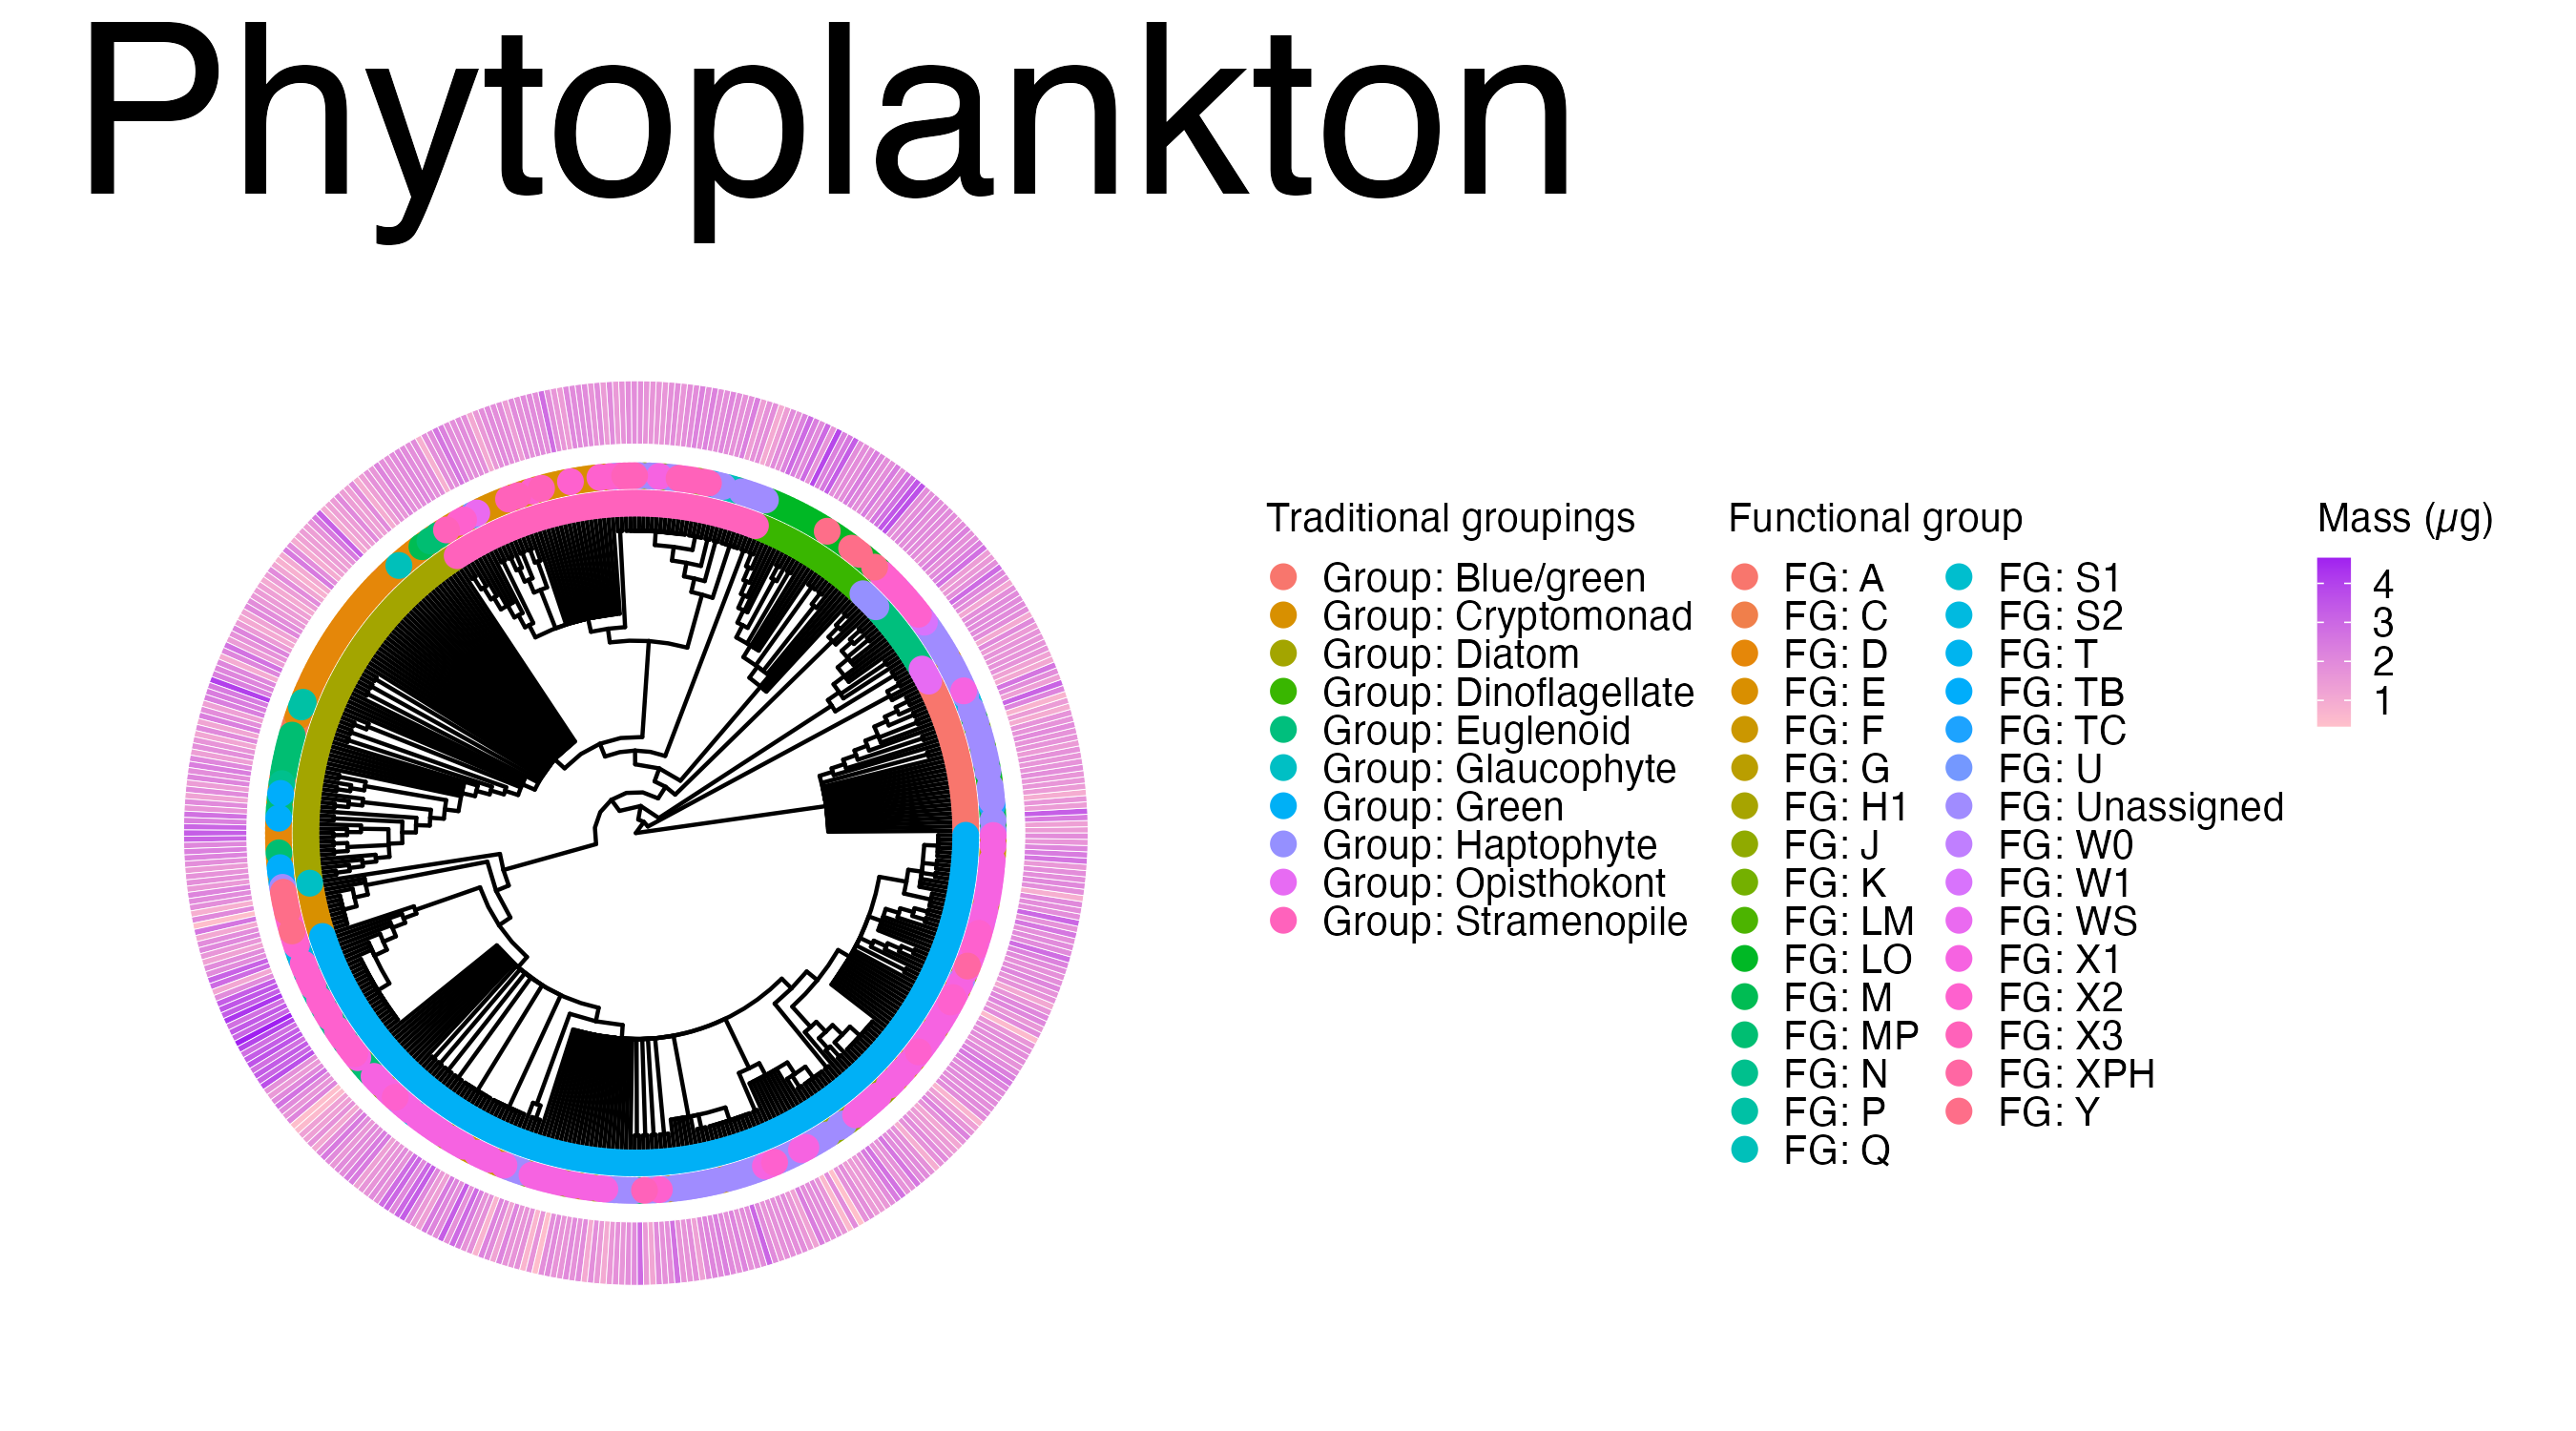 Phytoplankton
Traditional groupings
Group: Blue/green
Group: Cryptomonad
Group: Diatom
Group: Dinoflagellate
Group: Euglenoid
Group: Glaucophyte
Group: Green
Group: Haptophyte
Group: Opisthokont
Group: Stramenopile
Functional group
FG: A
FG: C
FG: D
FG: E
FG: F
FG: G
FG: H1
FG: J
FG: K
FG: LM
FG: LO
FG: M
FG: MP
FG: N
FG: P
FG: Q
FG: S1
FG: S2
FG: T
FG: TB
FG: TC
FG: U
FG: Unassigned
FG: W0
FG: W1
FG: WS
FG: X1
FG: X2
FG: X3
FG: XPH
FG: Y
Mass (µg)
4
3
2
1